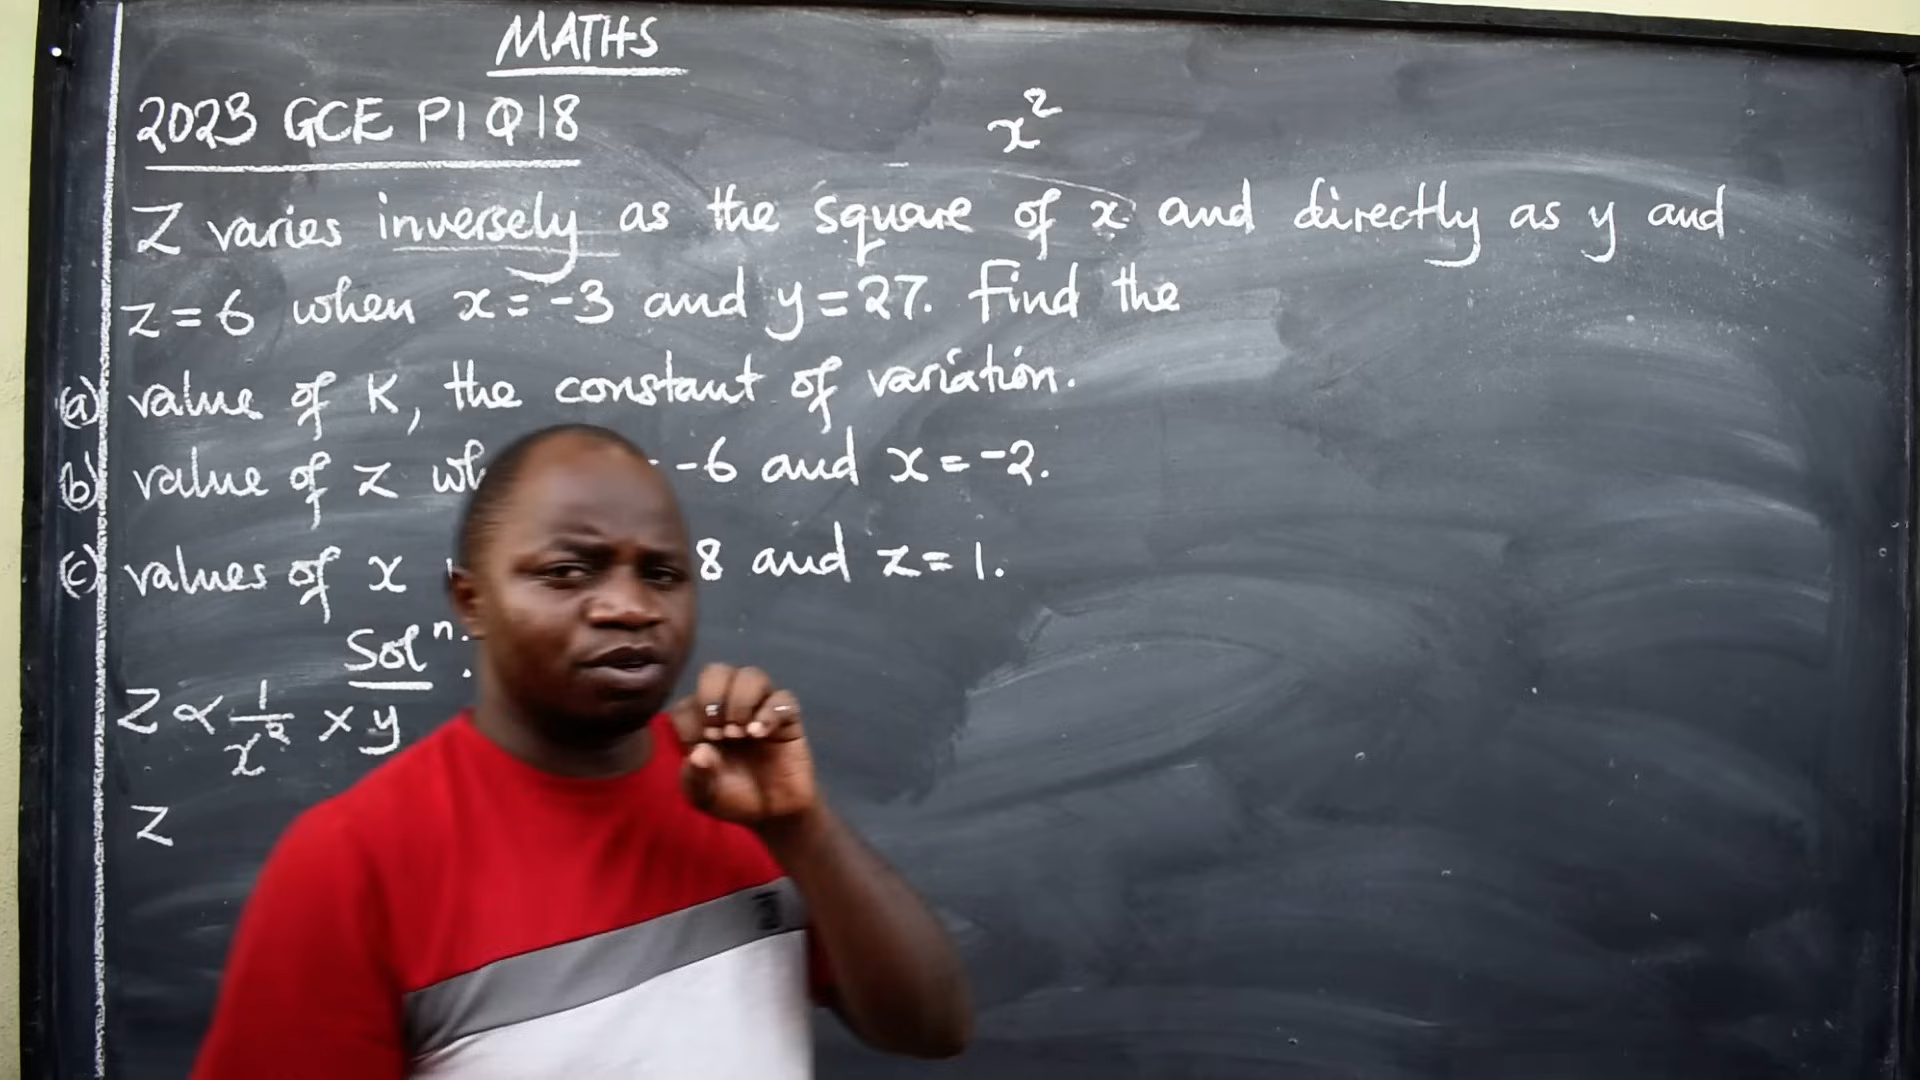 MATHS
2023 GCE P1 Q18
x²
Z varies inversely as the square of x and directly as y and
z=6 when x=-3 and y=27. Find the
(a) value of K, the constant of variation.
(b) value of z -6 and x=-2.
(c) values of x 8 and z=1.
Solⁿ:
Z ∝ 1/x² × y
Z